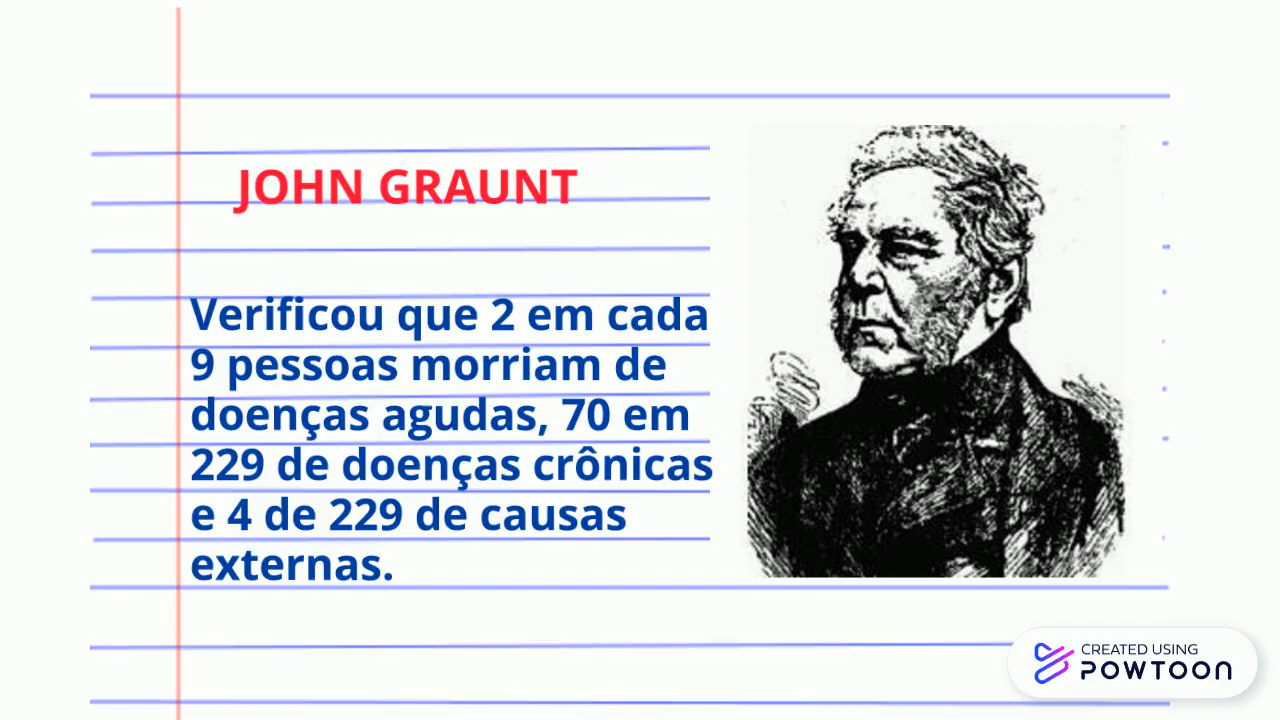 JOHN GRAUNT
Verificou que 2 em cada
9 pessoas morriam de
doenças agudas, 70 em
229 de doenças crônicas
e 4 de 229 de causas
externas.
CREATED USING
POWTOON